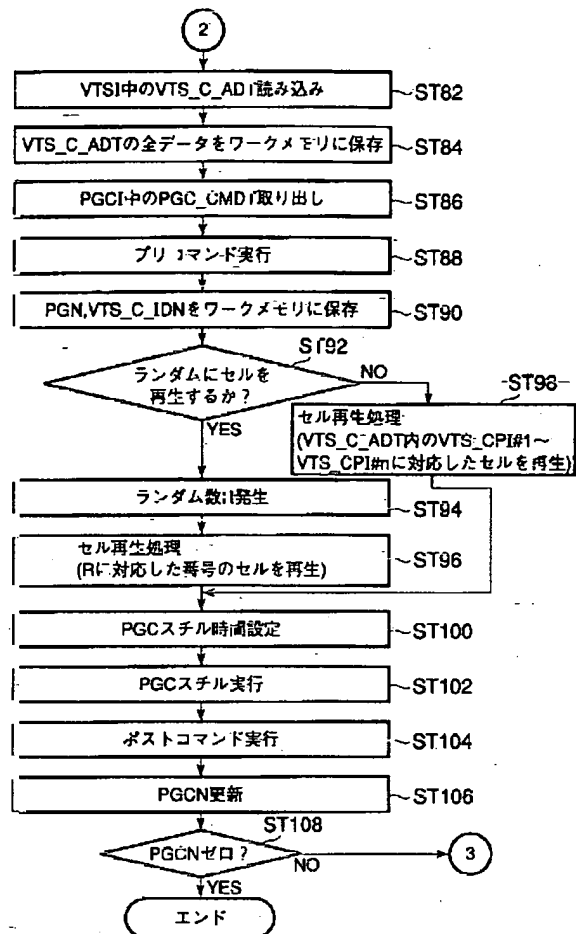 2
VTSI中のVTS_C_ADT読み込み
ST82
VTS_C_ADTの全データをワークメモリに保存
ST84
PGCI中のPGC_CMDT取り出し
ST86
プリコマンド実行
ST88
PGN,VTS_C_IDNをワークメモリに保存
ST90
ST92
ランダムにセルを
再生するか?
NO
YES
ST98
セル再生処理
(VTS_C_ADT内のVTS_CPI#1～
VTS_CPI#nに対応したセルを再生)
ランダム数R発生
ST94
セル再生処理
(Rに対応した番号のセルを再生)
ST96
PGCスチル時間設定
ST100
PGCスチル実行
ST102
ポストコマンド実行
ST104
PGCN更新
ST106
ST108
PGCNゼロ?
NO
3
YES
エンド